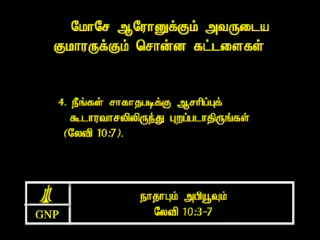 மோசே ஆரோனுக்கும் அவருடைய
குமாரருக்கும் சொன்ன கட்டளைகள்
4. நீங்கள் சாகாதபடிக்கு ஆசரிப்புக்
கூடாரவாசலிலிருந்து புறப்படாதிருங்கள்
(லேவி 10:7).
GNP
நாதாபும் அபியூவும்
லேவி 10:3-7